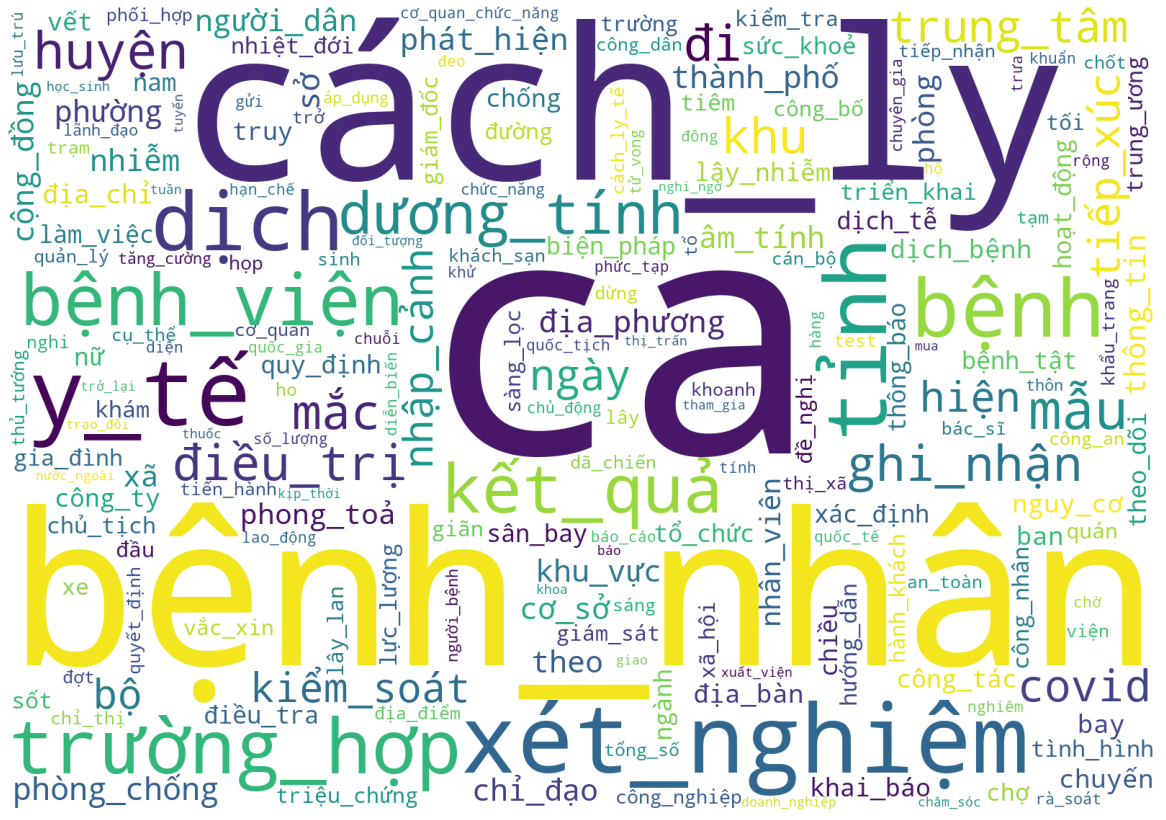 cách_ly
ca
bệnh_nhân
xét_nghiệm
trường_hợp
bệnh_viện
y_tế
dịch
dương_tính
tỉnh
bệnh
kết_quả
ghi_nhận
điều_trị
mắc
mẫu
covid
huyện
đi
trung_tâm
khu
tiếp_xúc
ngày
nhập_cảnh
hiện
kiểm_soát
bộ
phòng_chống
khu_vực
cơ_sở
theo
địa_phương
âm_tính
thành_phố
phát_hiện
người_dân
nhiễm
phường
địa_chỉ
cộng_đồng
làm_việc
phong_toả
chỉ_đạo
khai_báo
công_tác
địa_bàn
chuyến
bay
tình_hình
chợ
rà_soát
chăm_sóc
doanh_nghiệp
công_nghiệp
tổng_số
triệu_chứng
địa_điểm
điều_tra
chỉ_thị
sốt
đợt
xe
vắc_xin
quyết_định
lây_lan
lực_lượng
người_bệnh
giám_sát
sáng
khoa
giao
ngành
xã_hội
xuất_viện
chiều
hướng_dẫn
hành_khách
công_nhân
viện
chờ
nghiêm
an_toàn
ban
quán
quốc_tế
xác_định
nguy_cơ
nhân_viên
tổ_chức
báo_cáo
báo
sân_bay
giãn
dã_chiến
tính
thị_xã
lao_động
kịp_thời
tiến_hành
chủ_tịch
đầu
công_ty
xã
nước_ngoài
gia_đình
số_lượng
thuốc
trao_đổi
khám
trở_lại
thủ_tướng
nữ
nghi
cụ_thể
diện
cơ_quan
quốc_gia
chuỗi
quy_định
ho
diễn_biến
sàng_lọc
quốc_tịch
thị_trấn
chủ_động
lây
khoanh
tham_gia
đề_nghị
bác_sĩ
công_an
theo_dõi
thôn
bệnh_tật
mua
thông_báo
test
hàng
khẩu_trang
thông_tin
dừng
phức_tạp
tổ
cán_bộ
khử
khách_sạn
biện_pháp
dịch_bệnh
dịch_tễ
tạm
hoạt_động
triển_khai
hộ
rộng
tối
trung_ương
phòng
chuyên_gia
trưa
khuẩn
chốt
tiếp_nhận
kiểm_tra
sức_khoẻ
trường
công_dân
tiêm
công_bố
lây_nhiễm
nghi_ngờ
đông
tử_vong
cách_ly_tế
chống
đường
giám_đốc
chức_năng
đeo
cơ_quan_chức_năng
áp_dụng
trở
sở
gửi
truy
nhiệt_đới
phối_hợp
vết
lưu_trú
học_sinh
nam
lãnh_đạo
tuyến
trạm
tuần
hạn_chế
đối_tượng
quản_lý
tăng_cường
họp
sinh